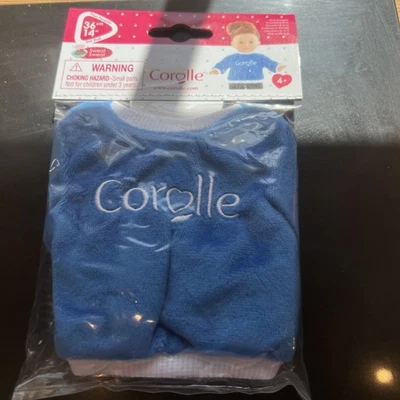 36cm
14"
WARNING
CHOKING HAZARD - Small parts
Not for children under 3 years
Corolle
Corolle
4+
Corolle